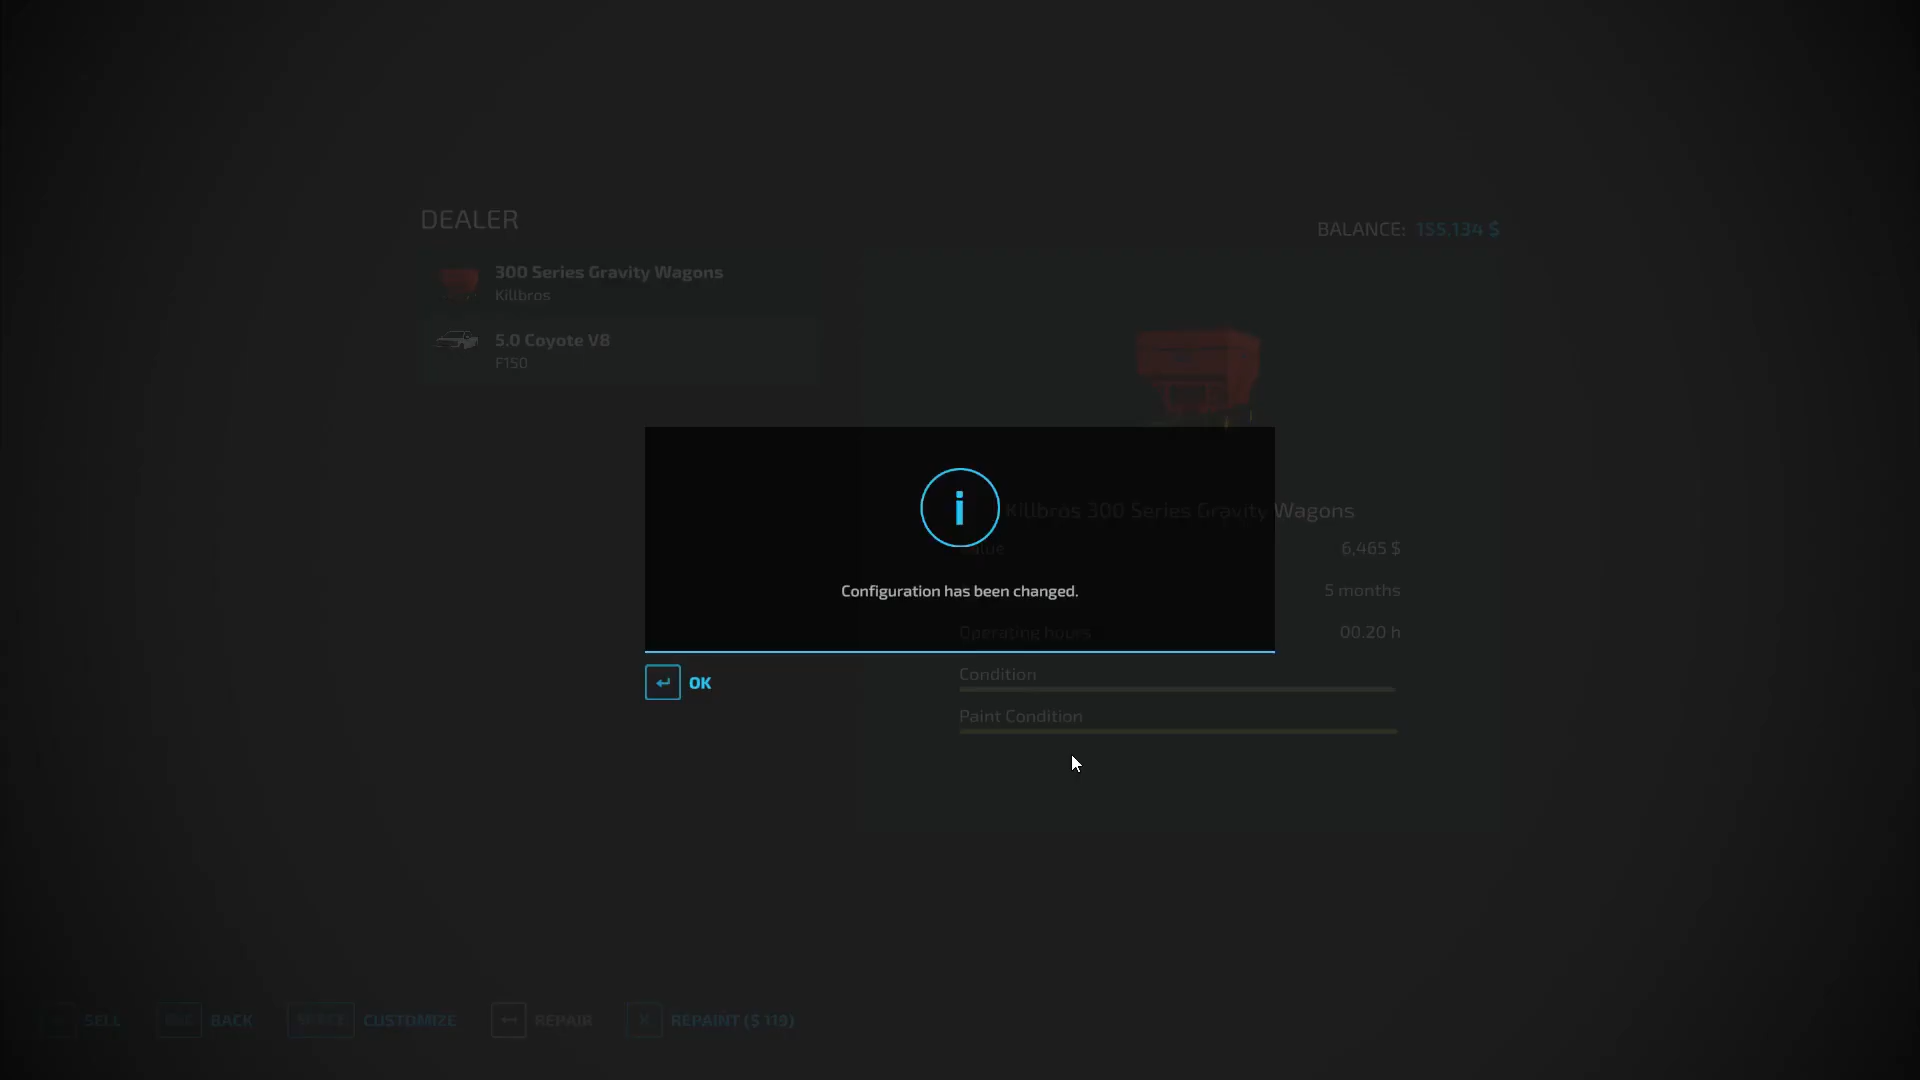 DEALER
BALANCE: 155,134 $
300 Series Gravity Wagons
Killbros
5.0 Coyote V8
F150
i
Killbros 300 Series Gravity Wagons
Value 6,465 $
5 months
Configuration has been changed.
Operating hours 00.20 h
OK
Condition
Paint Condition
SELL BACK CUSTOMIZE REPAIR X REPAINT ($ 119)